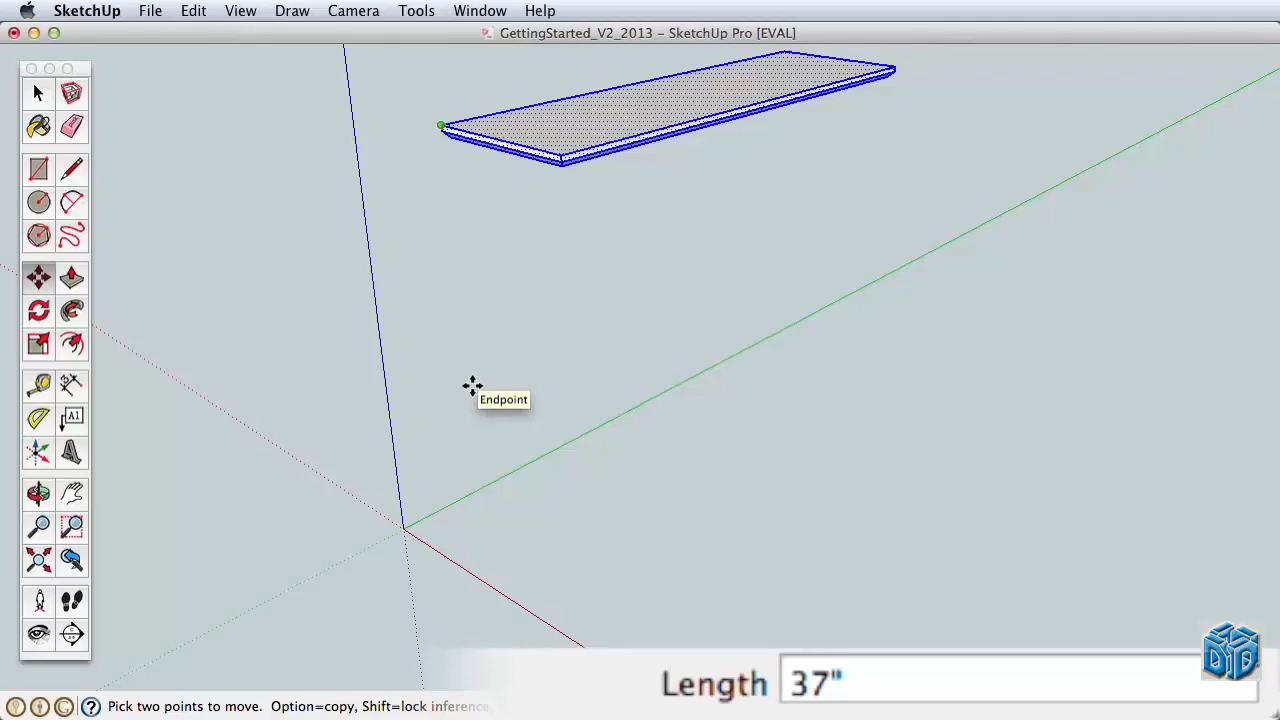 SketchUp File Edit View Draw Camera Tools Window Help
GettingStarted_V2_2013 - SketchUp Pro [EVAL]
A1
Endpoint
Length 37"
Pick two points to move. Option=copy, Shift=lock inference,